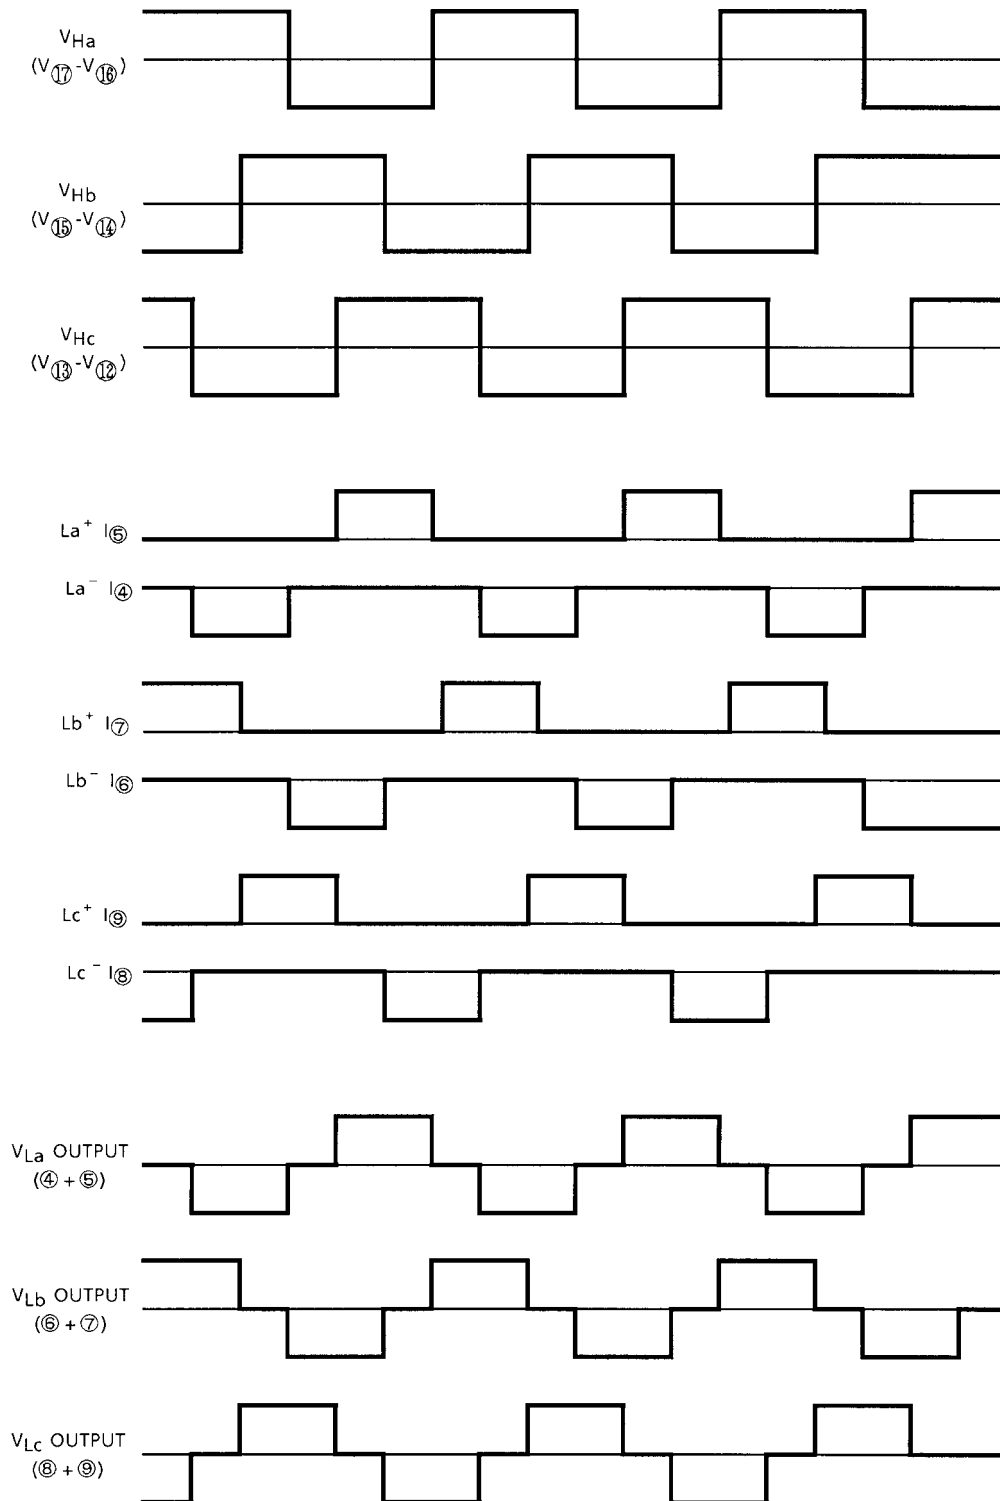 VHa
(V⑰-V⑯)
VHb
(V⑮-V⑭)
VHc
(V⑬-V⑫)
La⁺ I⑤
La⁻ I④
Lb⁺ I⑦
Lb⁻ I⑥
Lc⁺ I⑨
Lc⁻ I⑧
VLa OUTPUT
(④ + ⑤)
VLb OUTPUT
(⑥ + ⑦)
VLc OUTPUT
(⑧ + ⑨)